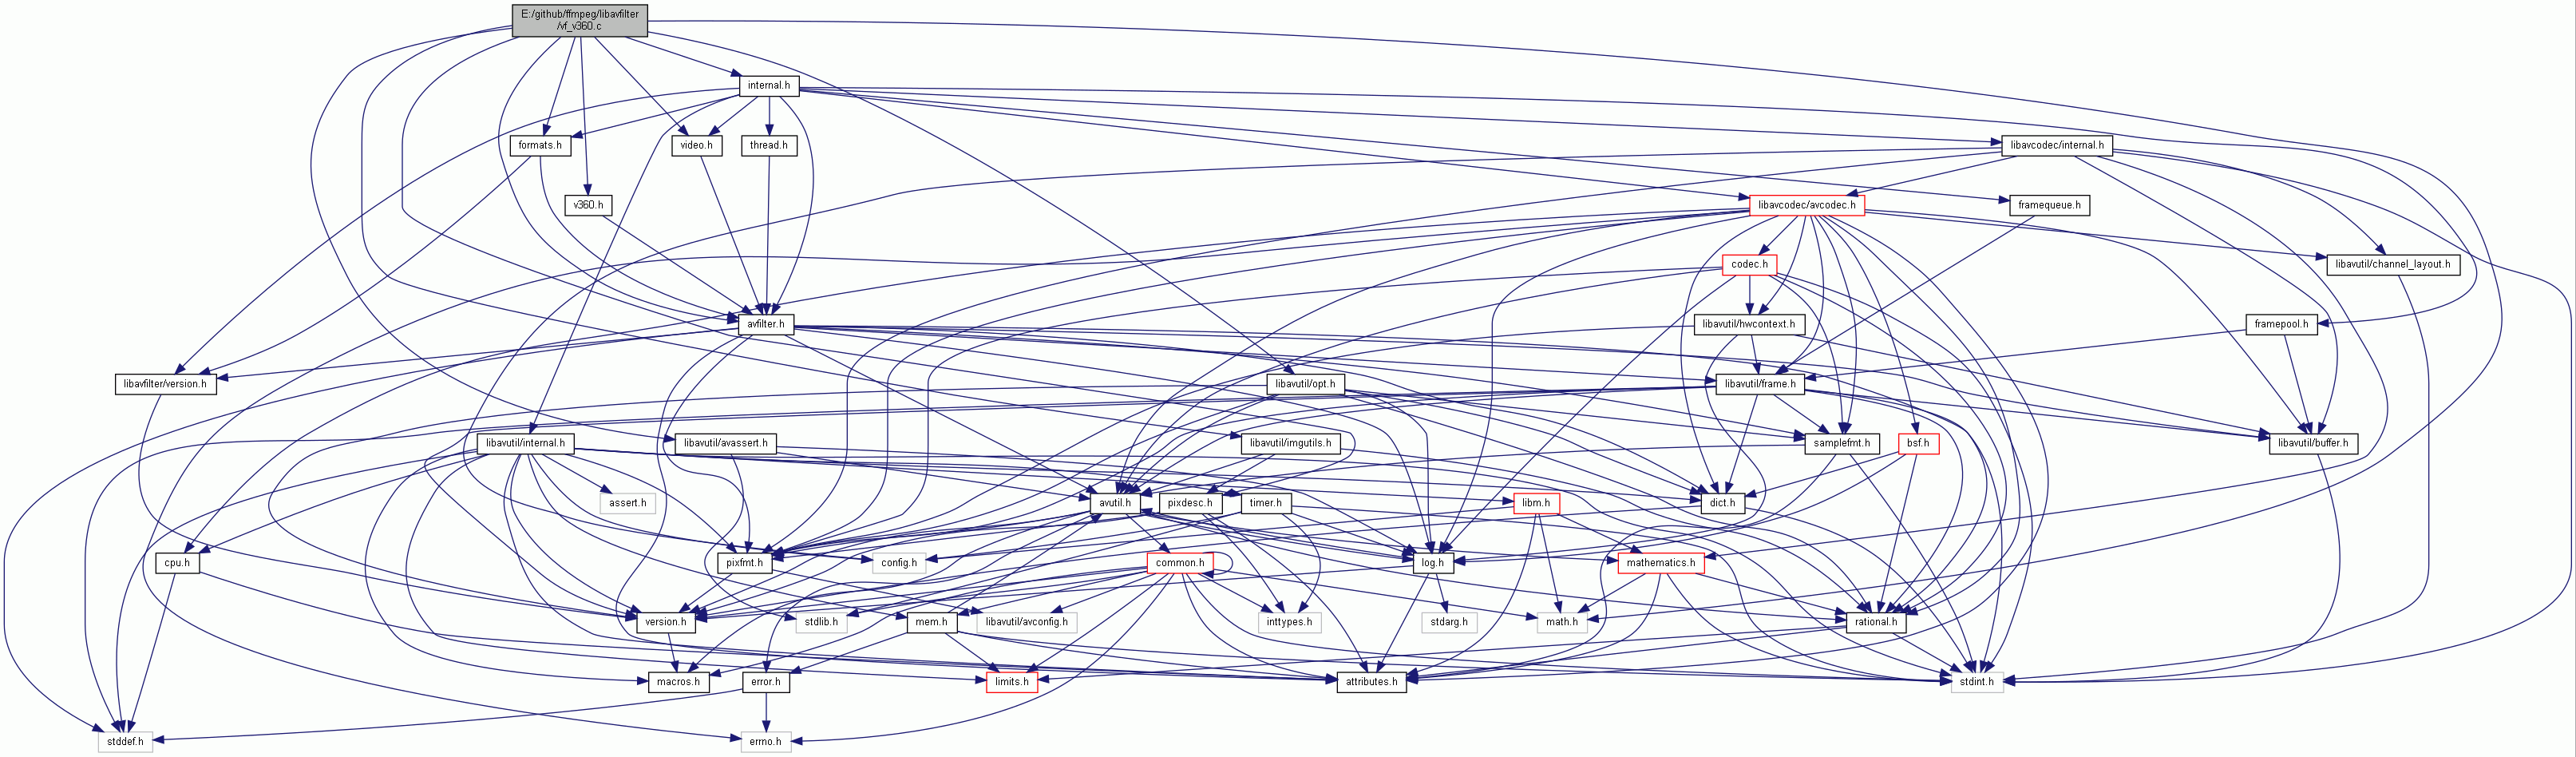 E:/github/ffmpeg/libavfilter
/vf_v360.c
internal.h
formats.h
video.h
thread.h
libavcodec/internal.h
v360.h
libavcodec/avcodec.h
framequeue.h
codec.h
libavutil/channel_layout.h
avfilter.h
libavutil/hwcontext.h
framepool.h
libavfilter/version.h
libavutil/opt.h
libavutil/frame.h
libavutil/internal.h
libavutil/avassert.h
libavutil/imgutils.h
samplefmt.h
bsf.h
libavutil/buffer.h
assert.h
avutil.h
pixdesc.h
timer.h
libm.h
dict.h
cpu.h
pixfmt.h
config.h
common.h
log.h
mathematics.h
version.h
stdlib.h
mem.h
libavutil/avconfig.h
inttypes.h
stdarg.h
math.h
rational.h
macros.h
error.h
limits.h
attributes.h
stdint.h
stddef.h
errno.h